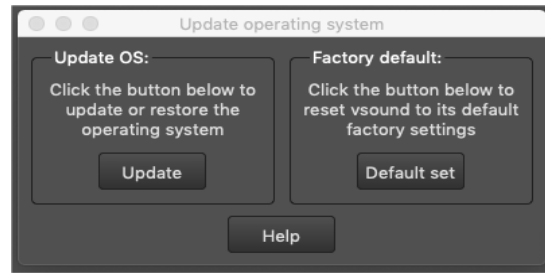 Update operating system
Update OS:
Click the button below to
update or restore the
operating system
Update
Factory default:
Click the button below to
reset vsound to its default
factory settings
Default set
Help